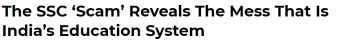 The SSC ‘Scam’ Reveals The Mess That Is
India’s Education System